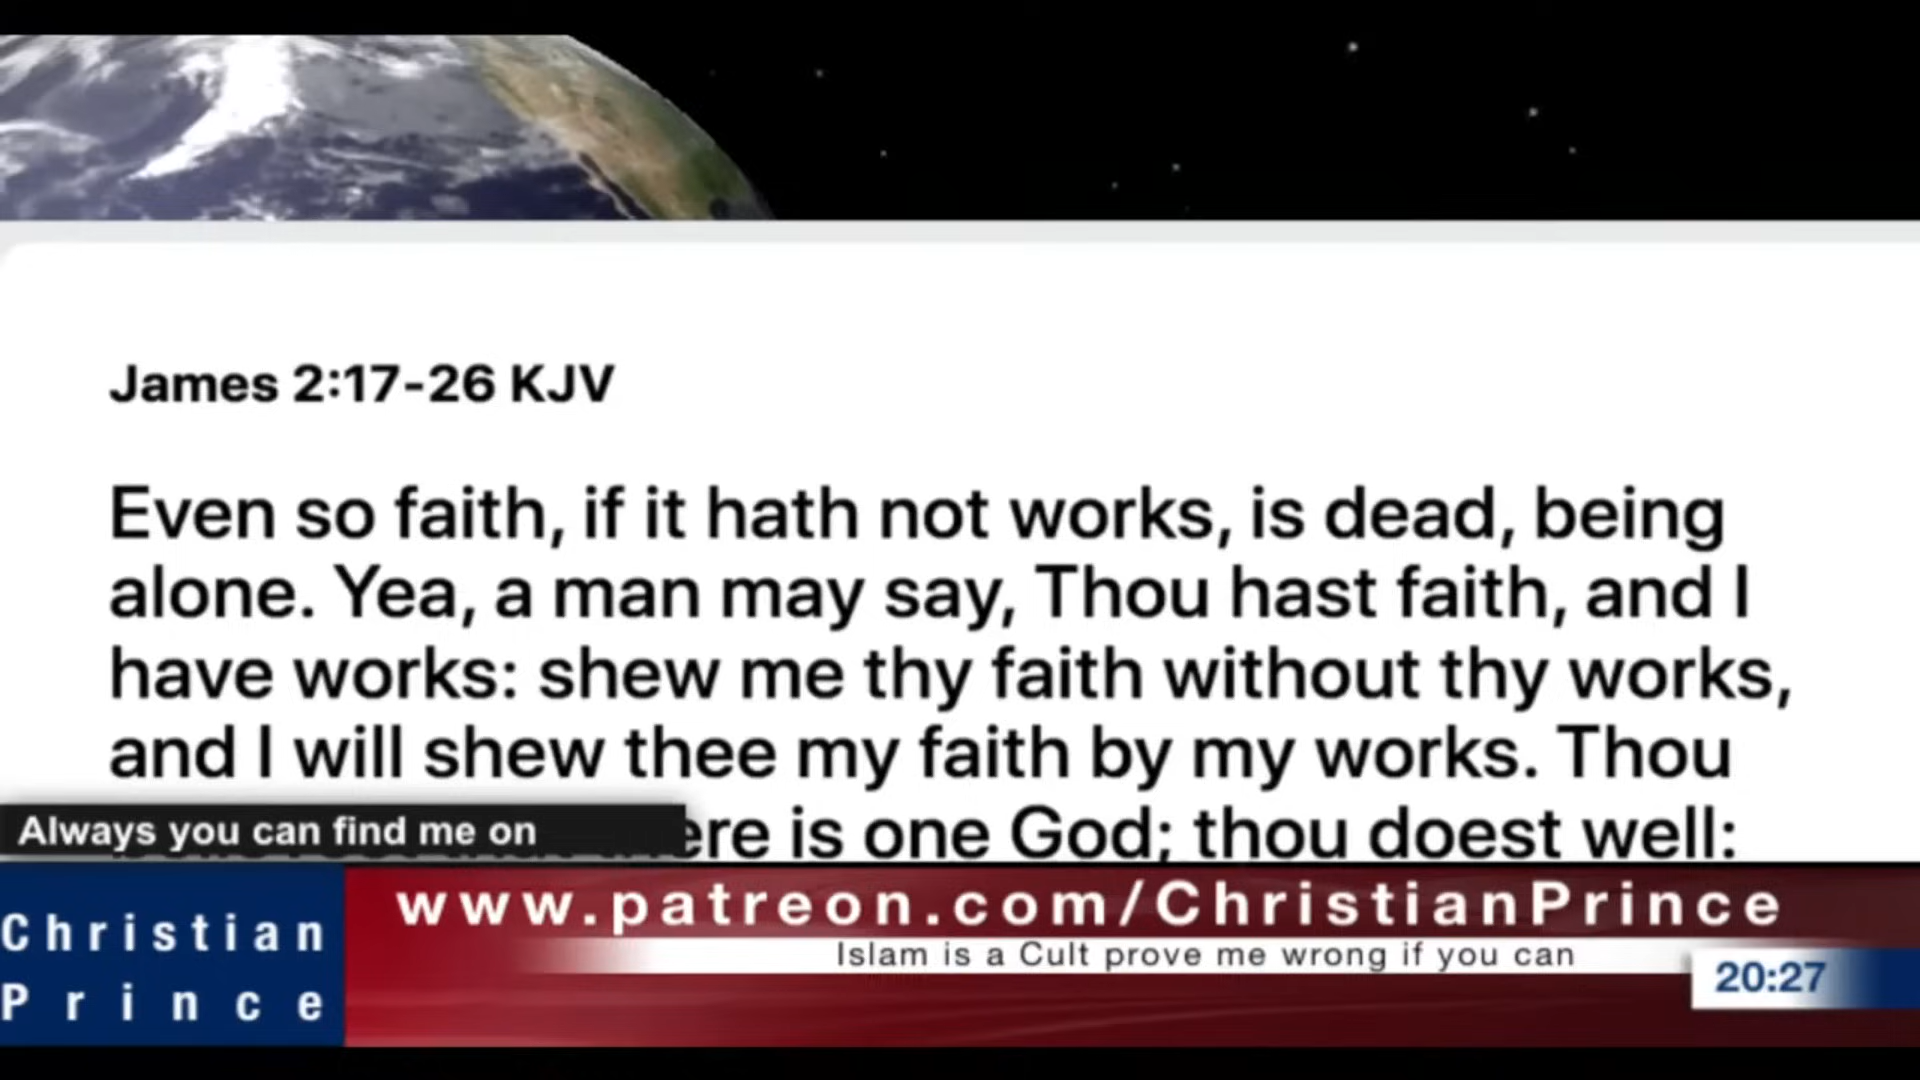 James 2:17-26 KJV
Even so faith, if it hath not works, is dead, being
alone. Yea, a man may say, Thou hast faith, and I
have works: shew me thy faith without thy works,
and I will shew thee my faith by my works. Thou
is one God; thou doest well:
Always you can find me on
www.patreon.com/ChristianPrince
Christian
Prince
Islam is a Cult prove me wrong if you can
20:27